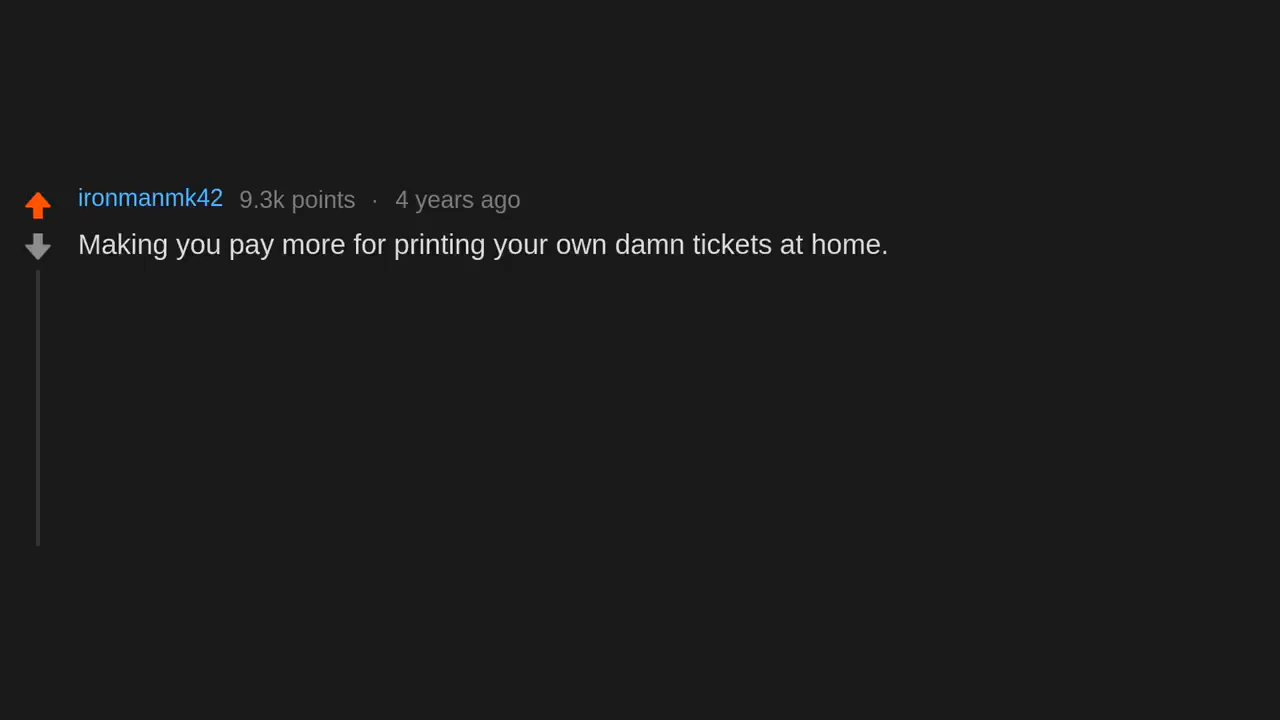 ironmanmk42 9.3k points · 4 years ago
Making you pay more for printing your own damn tickets at home.